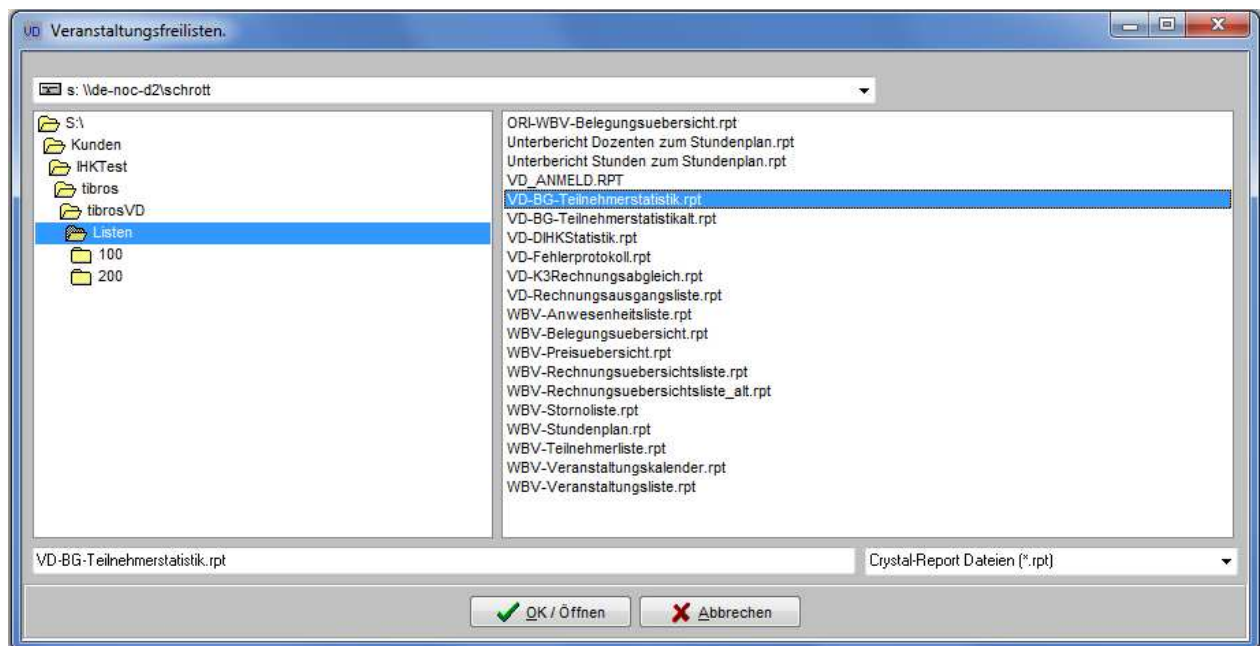 VD Veranstaltungsfreilisten.
s: \\de-noc-d2\schrott
S:\
Kunden
IHKTest
tibros
tibrosVD
Listen
100
200
ORI-WBV-Belegungsuebersicht.rpt
Unterbericht Dozenten zum Stundenplan.rpt
Unterbericht Stunden zum Stundenplan.rpt
VD_ANMELD.RPT
VD-BG-Teilnehmerstatistik.rpt
VD-BG-Teilnehmerstatistikalt.rpt
VD-DIHKStatistik.rpt
VD-Fehlerprotokoll.rpt
VD-K3Rechnungsabgleich.rpt
VD-Rechnungsausgangsliste.rpt
WBV-Anwesenheitsliste.rpt
WBV-Belegungsuebersicht.rpt
WBV-Preisuebersicht.rpt
WBV-Rechnungsuebersichtsliste.rpt
WBV-Rechnungsuebersichtsliste_alt.rpt
WBV-Stornoliste.rpt
WBV-Stundenplan.rpt
WBV-Teilnehmerliste.rpt
WBV-Veranstaltungskalender.rpt
WBV-Veranstaltungsliste.rpt
VD-BG-Teilnehmerstatistik.rpt
Crystal-Report Dateien (*.rpt)
OK / Öffnen
Abbrechen